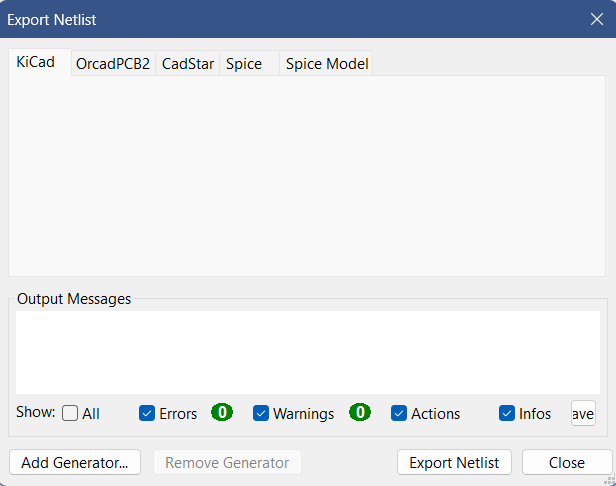 Export Netlist
KiCad OrcadPCB2 CadStar Spice Spice Model
Output Messages
Show: All Errors 0 Warnings 0 Actions Infos ave
Add Generator... Remove Generator Export Netlist Close